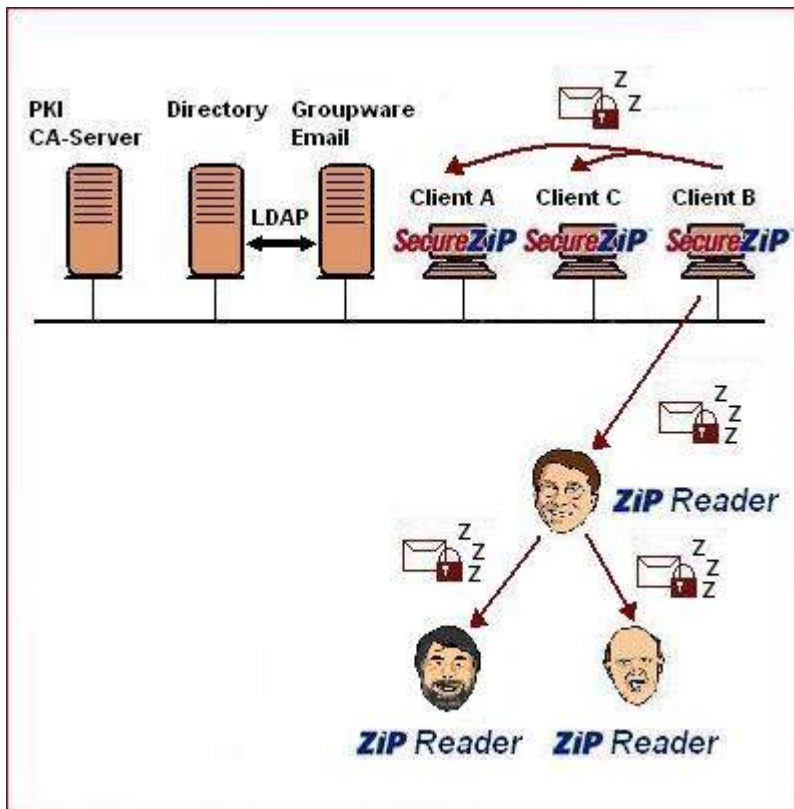 PKI
CA-Server
Directory
Groupware
Email
LDAP
Z
Z
Client A
Client C
Client B
SecureZiP
SecureZiP
SecureZiP
Z
Z
Z
ZiP Reader
Z
Z
Z
Z
Z
Z
ZiP Reader
ZiP Reader